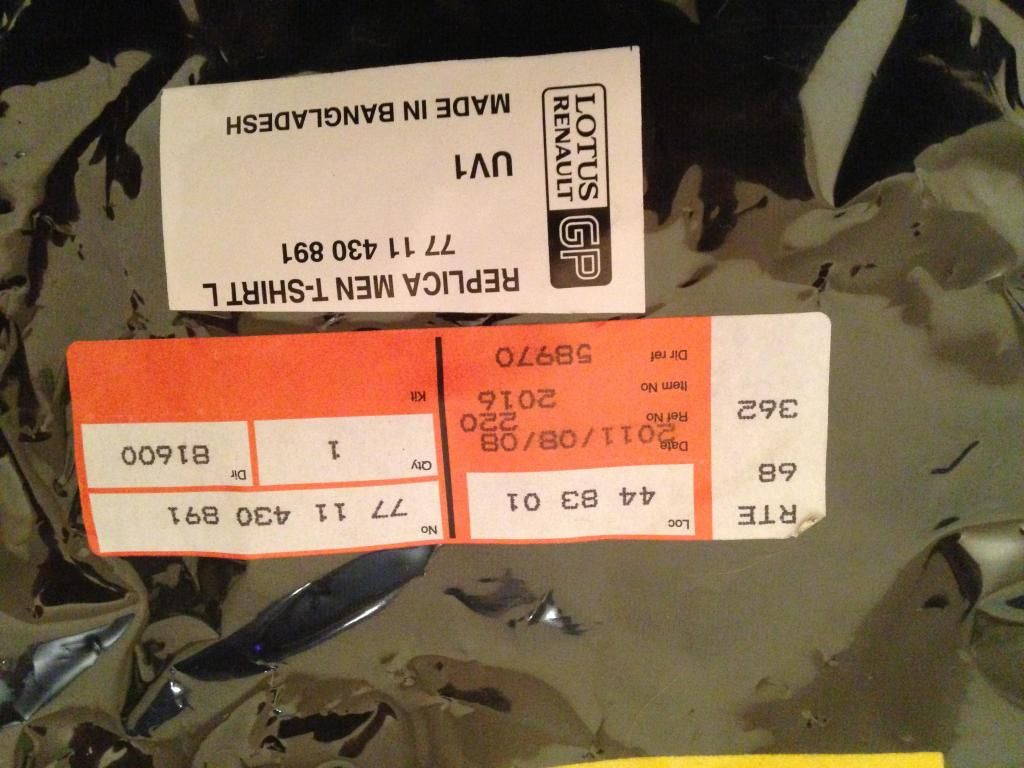 RTE
68
362
Loc
44 83 01
Date 2011/08/08
Ref No 220
Item No 2016
Dir ref 58970
No
77 11 430 891
Qty
1
Dir
81600
Kit
LOTUS
RENAULT
GP
REPLICA MEN T-SHIRT L
77 11 430 891
UV1
MADE IN BANGLADESH